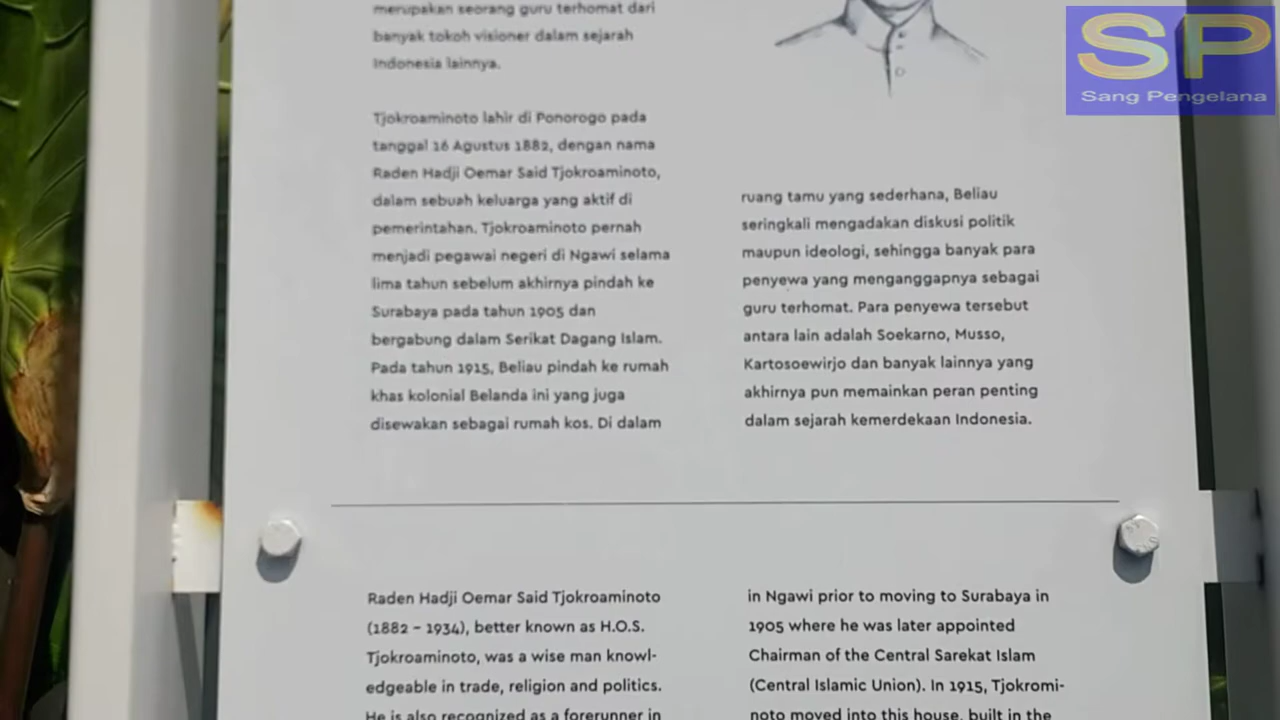 merupakan seorang guru terhormat dari
banyak tokoh visioner dalam sejarah
Indonesia lainnya.
Tjokroaminoto lahir di Ponorogo pada
tanggal 16 Agustus 1882, dengan nama
Raden Hadji Oemar Said Tjokroaminoto,
dalam sebuah keluarga yang aktif di
pemerintahan. Tjokroaminoto pernah
menjadi pegawai negeri di Ngawi selama
lima tahun sebelum akhirnya pindah ke
Surabaya pada tahun 1905 dan
bergabung dalam Serikat Dagang Islam.
Pada tahun 1915, Beliau pindah ke rumah
khas kolonial Belanda ini yang juga
disewakan sebagai rumah kos. Di dalam
ruang tamu yang sederhana, Beliau
seringkali mengadakan diskusi politik
maupun ideologi, sehingga banyak para
penyewa yang menganggapnya sebagai
guru terhormat. Para penyewa tersebut
antara lain adalah Soekarno, Musso,
Kartosoewirjo dan banyak lainnya yang
akhirnya pun memainkan peran penting
dalam sejarah kemerdekaan Indonesia.
Raden Hadji Oemar Said Tjokroaminoto
(1882 – 1934), better known as H.O.S.
Tjokroaminoto, was a wise man knowl-
edgeable in trade, religion and politics.
He is also recognized as a forerunner in
in Ngawi prior to moving to Surabaya in
1905 where he was later appointed
Chairman of the Central Sarekat Islam
(Central Islamic Union). In 1915, Tjokromi-
noto moved into this house, built in the
SP
Sang Pengelana